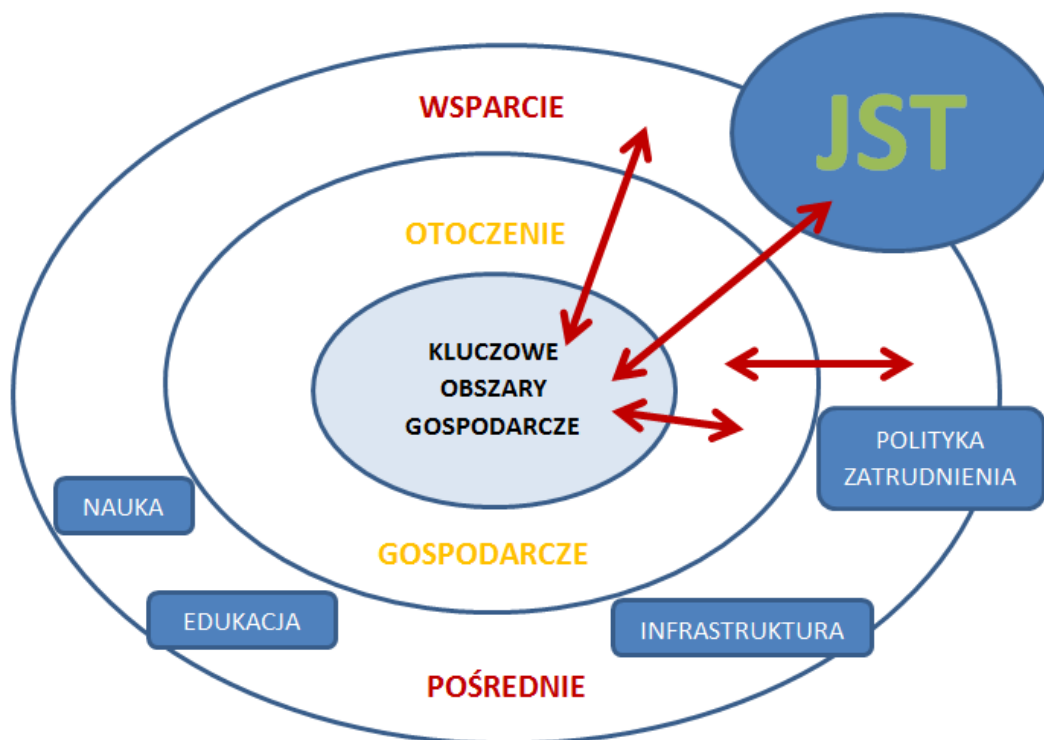 WSPARCIE
JST
OTOCZENIE
KLUCZOWE
OBSZARY
GOSPODARCZE
POLITYKA
ZATRUDNIENIA
NAUKA
GOSPODARCZE
EDUKACJA
INFRASTRUKTURA
POŚREDNIE